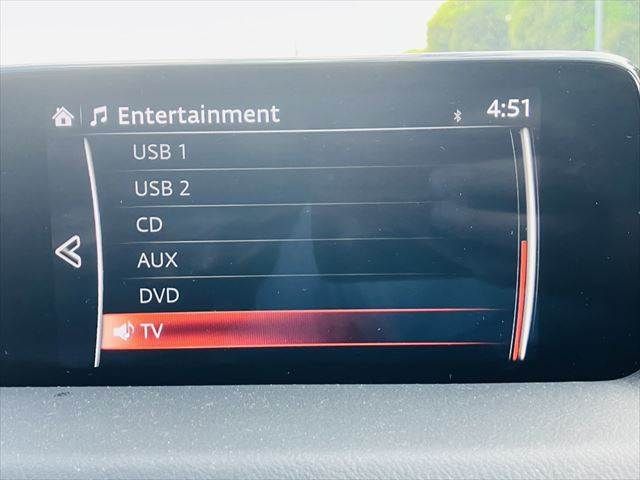 Entertainment
4:51
USB 1
USB 2
CD
AUX
DVD
TV